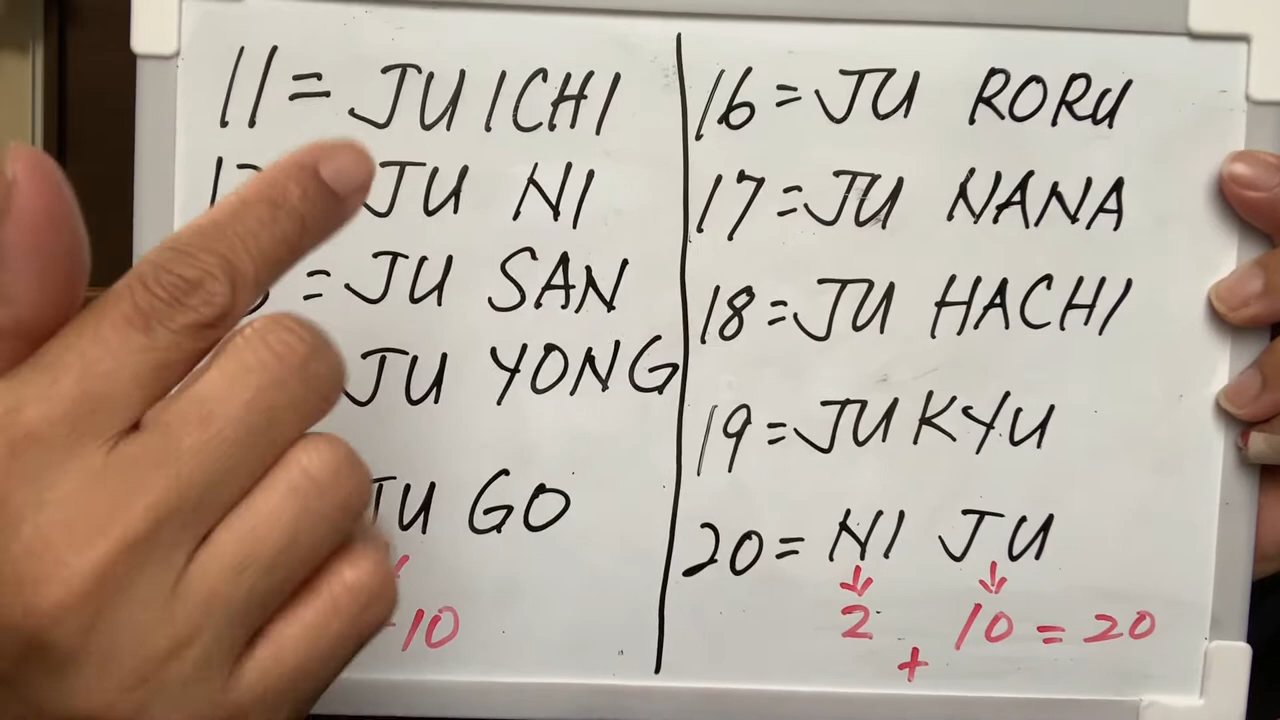 11 = JU ICHI
12 JU NI
= JU SAN
JU YONG
JU GO
10
16 = JU RORU
17 = JU NANA
18 = JU HACHI
19 = JU KYU
20 = NI JU
↓ ↓
2 + 10 = 20